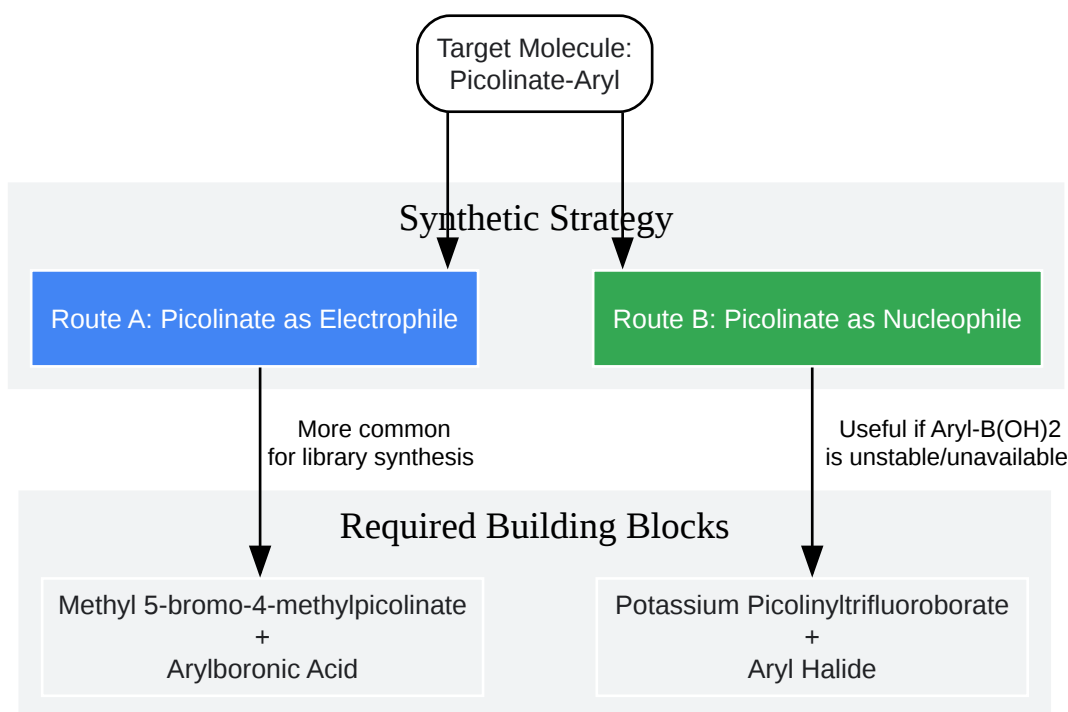 Target Molecule:
Picolinate-Aryl
Synthetic Strategy
Route A: Picolinate as Electrophile
Route B: Picolinate as Nucleophile
More common
for library synthesis
Useful if Aryl-B(OH)2
is unstable/unavailable
Required Building Blocks
Methyl 5-bromo-4-methylpicolinate
+
Arylboronic Acid
Potassium Picolinyltrifluoroborate
+
Aryl Halide